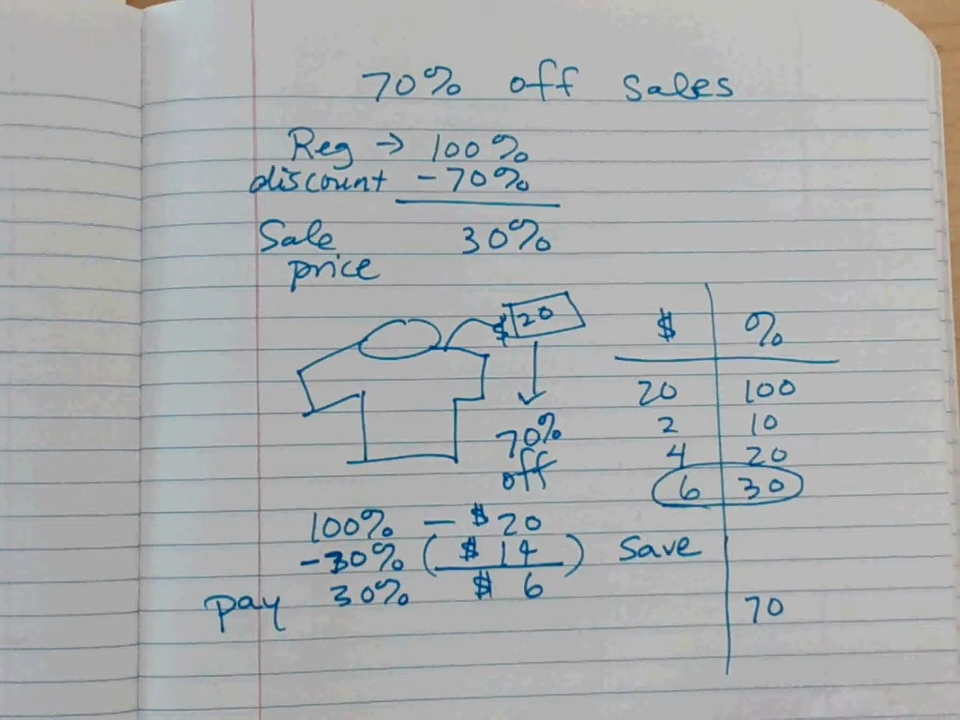 70% off sales
Reg → 100%
discount -70%
Sale 30%
price
$20
70%
off
$ %
20 100
2 10
4 20
6 30
70
100% - $20
-30% ($ 14) save
pay 30% $ 6